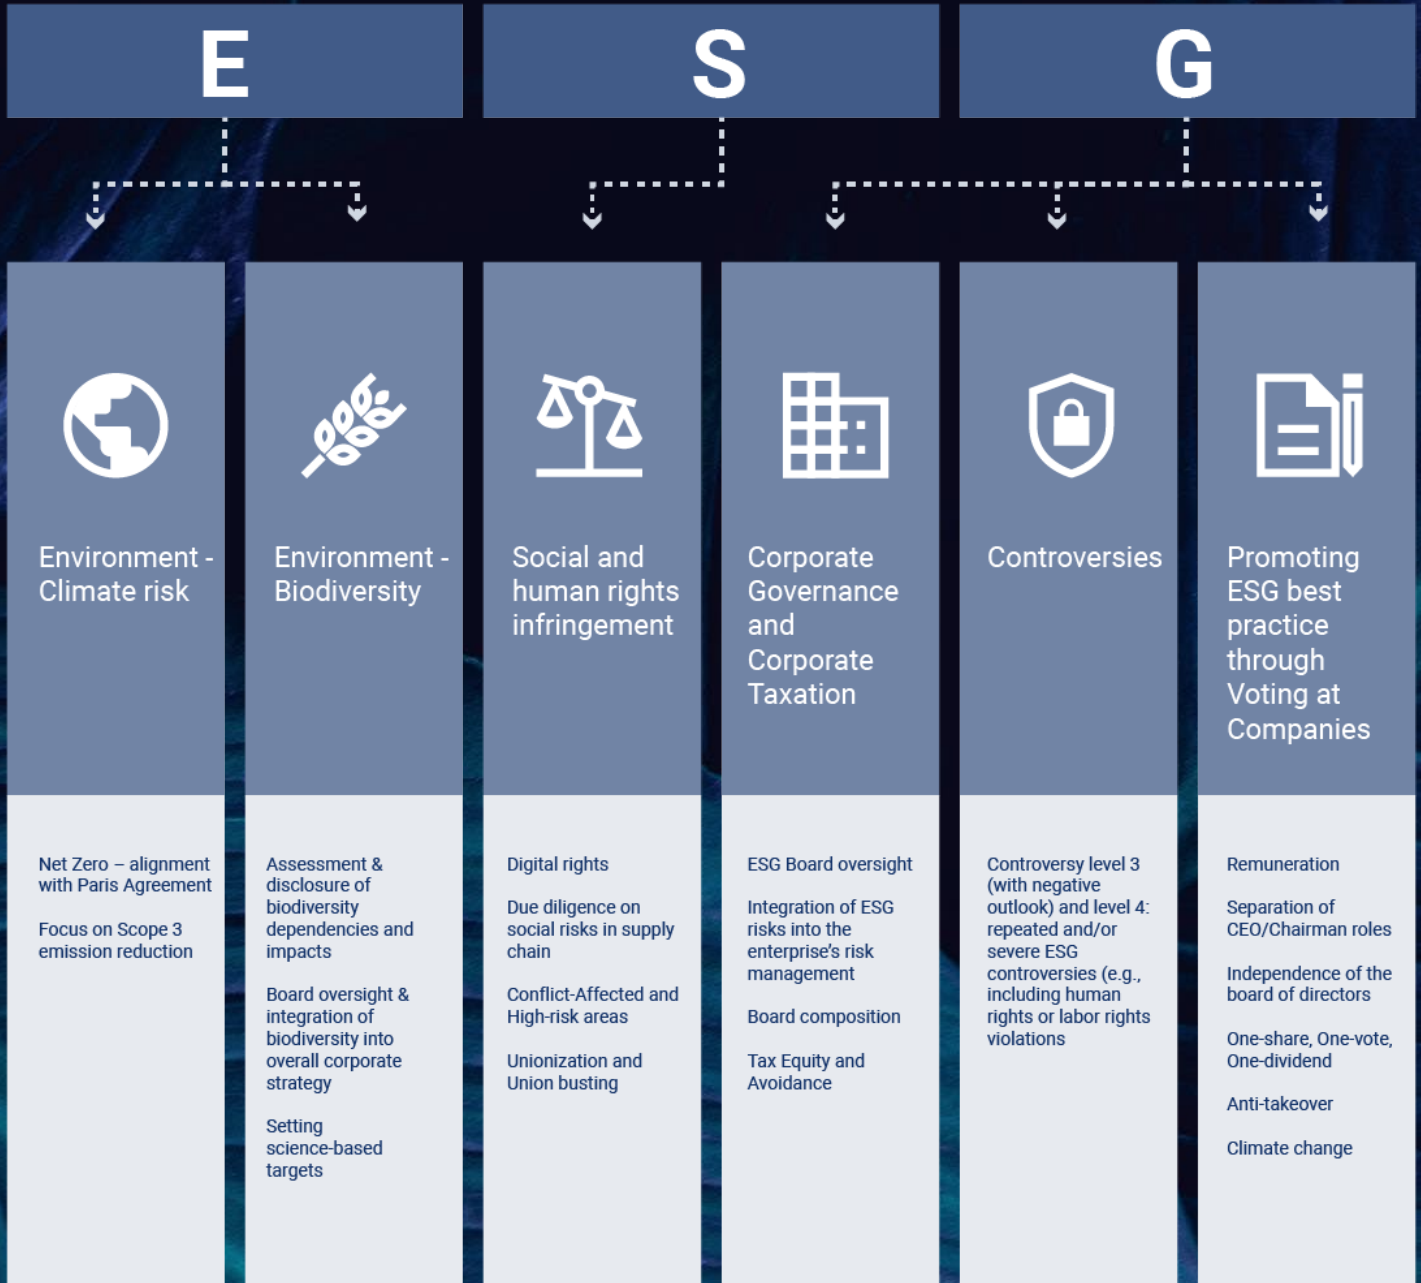 E
S
G
Environment -
Climate risk
Environment -
Biodiversity
Social and
human rights
infringement
Corporate
Governance
and
Corporate
Taxation
Controversies
Promoting
ESG best
practice
through
Voting at
Companies
Net Zero – alignment
with Paris Agreement
Focus on Scope 3
emission reduction
Assessment &
disclosure of
biodiversity
dependencies and
impacts
Board oversight &
integration of
biodiversity into
overall corporate
strategy
Setting
science-based
targets
Digital rights
Due diligence on
social risks in supply
chain
Conflict-Affected and
High-risk areas
Unionization and
Union busting
ESG Board oversight
Integration of ESG
risks into the
enterprise’s risk
management
Board composition
Tax Equity and
Avoidance
Controversy level 3
(with negative
outlook) and level 4:
repeated and/or
severe ESG
controversies (e.g.,
including human
rights or labor rights
violations
Remuneration
Separation of
CEO/Chairman roles
Independence of the
board of directors
One-share, One-vote,
One-dividend
Anti-takeover
Climate change